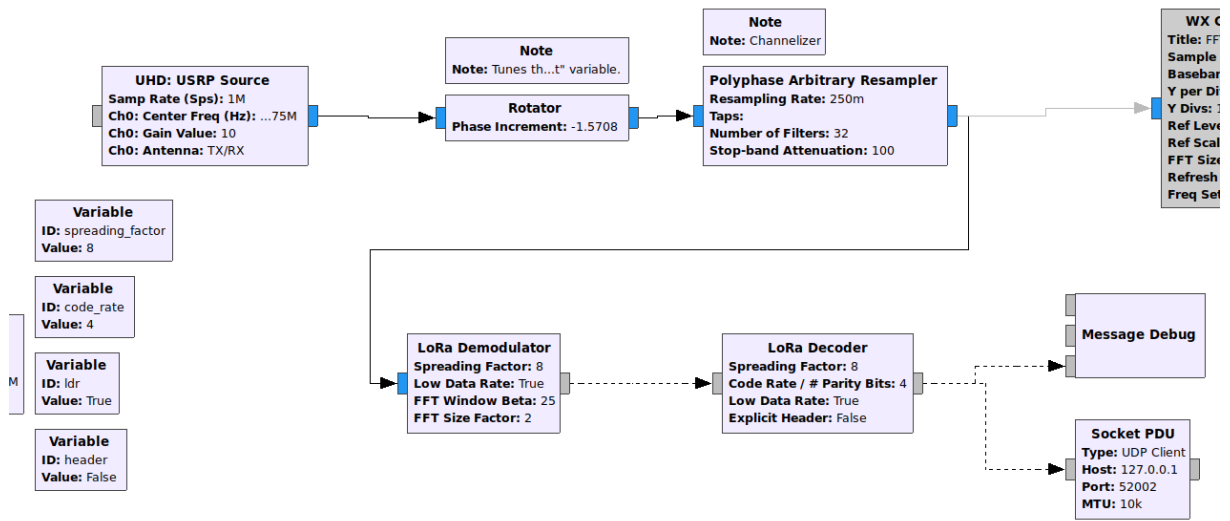 Note
Note: Channelizer
Note
Note: Tunes th...t" variable.
UHD: USRP Source
Samp Rate (Sps): 1M
Ch0: Center Freq (Hz): ...75M
Ch0: Gain Value: 10
Ch0: Antenna: TX/RX
Rotator
Phase Increment: -1.5708
Polyphase Arbitrary Resampler
Resampling Rate: 250m
Taps:
Number of Filters: 32
Stop-band Attenuation: 100
WX
Title: FF
Sample
Baseban
Y per Di
Y Divs: 1
Ref Leve
Ref Scal
FFT Size
Refresh
Freq Set
Variable
ID: spreading_factor
Value: 8
Variable
ID: code_rate
Value: 4
M
Variable
ID: ldr
Value: True
Variable
ID: header
Value: False
LoRa Demodulator
Spreading Factor: 8
Low Data Rate: True
FFT Window Beta: 25
FFT Size Factor: 2
LoRa Decoder
Spreading Factor: 8
Code Rate / # Parity Bits: 4
Low Data Rate: True
Explicit Header: False
Message Debug
Socket PDU
Type: UDP Client
Host: 127.0.0.1
Port: 52002
MTU: 10k